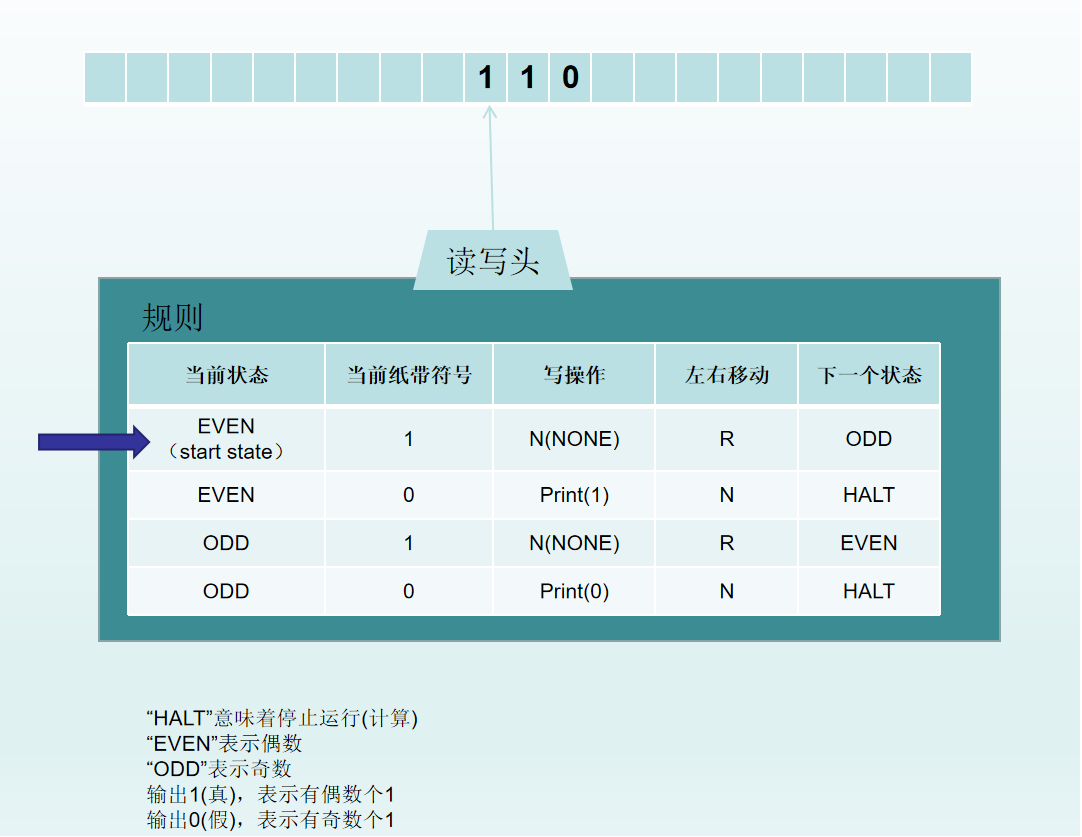 1 1 0
读写头
规则
当前状态 当前纸带符号 写操作 左右移动 下一个状态
EVEN
（start state） 1 N(NONE) R ODD
EVEN 0 Print(1) N HALT
ODD 1 N(NONE) R EVEN
ODD 0 Print(0) N HALT
“HALT”意味着停止运行(计算)
“EVEN”表示偶数
“ODD”表示奇数
输出1(真)，表示有偶数个1
输出0(假)，表示有奇数个1